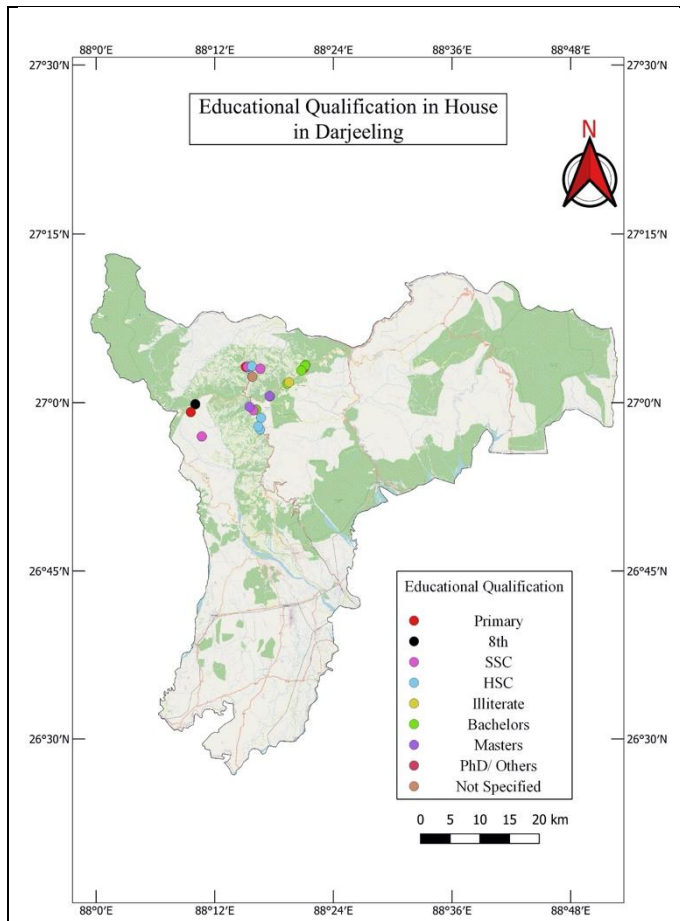 88°0′E 88°12′E 88°24′E 88°36′E 88°48′E
27°30′N 27°30′N
Educational Qualification in House
in Darjeeling
N
27°15′N 27°15′N
27°0′N 27°0′N
26°45′N 26°45′N
Educational Qualification
Primary
8th
SSC
HSC
Illiterate
Bachelors
Masters
PhD/ Others
Not Specified
26°30′N 26°30′N
0 5 10 15 20 km
88°0′E 88°12′E 88°24′E 88°36′E 88°48′E